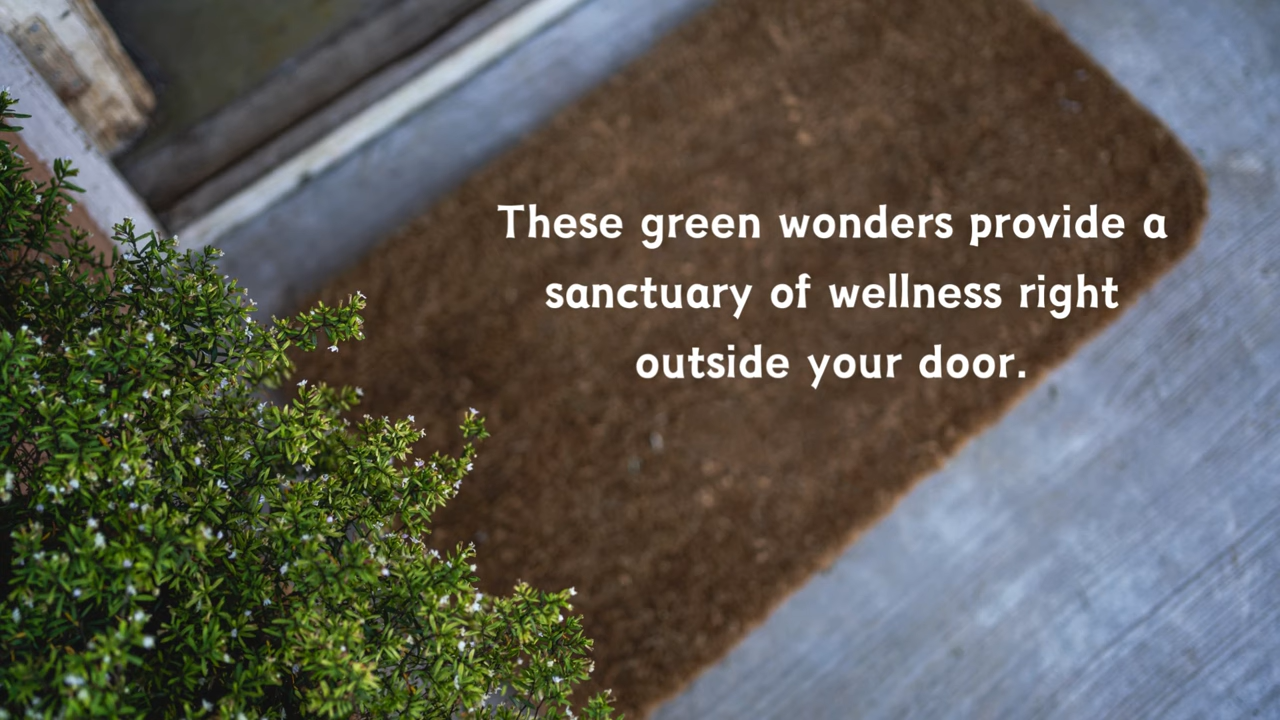 These green wonders provide a
sanctuary of wellness right
outside your door.